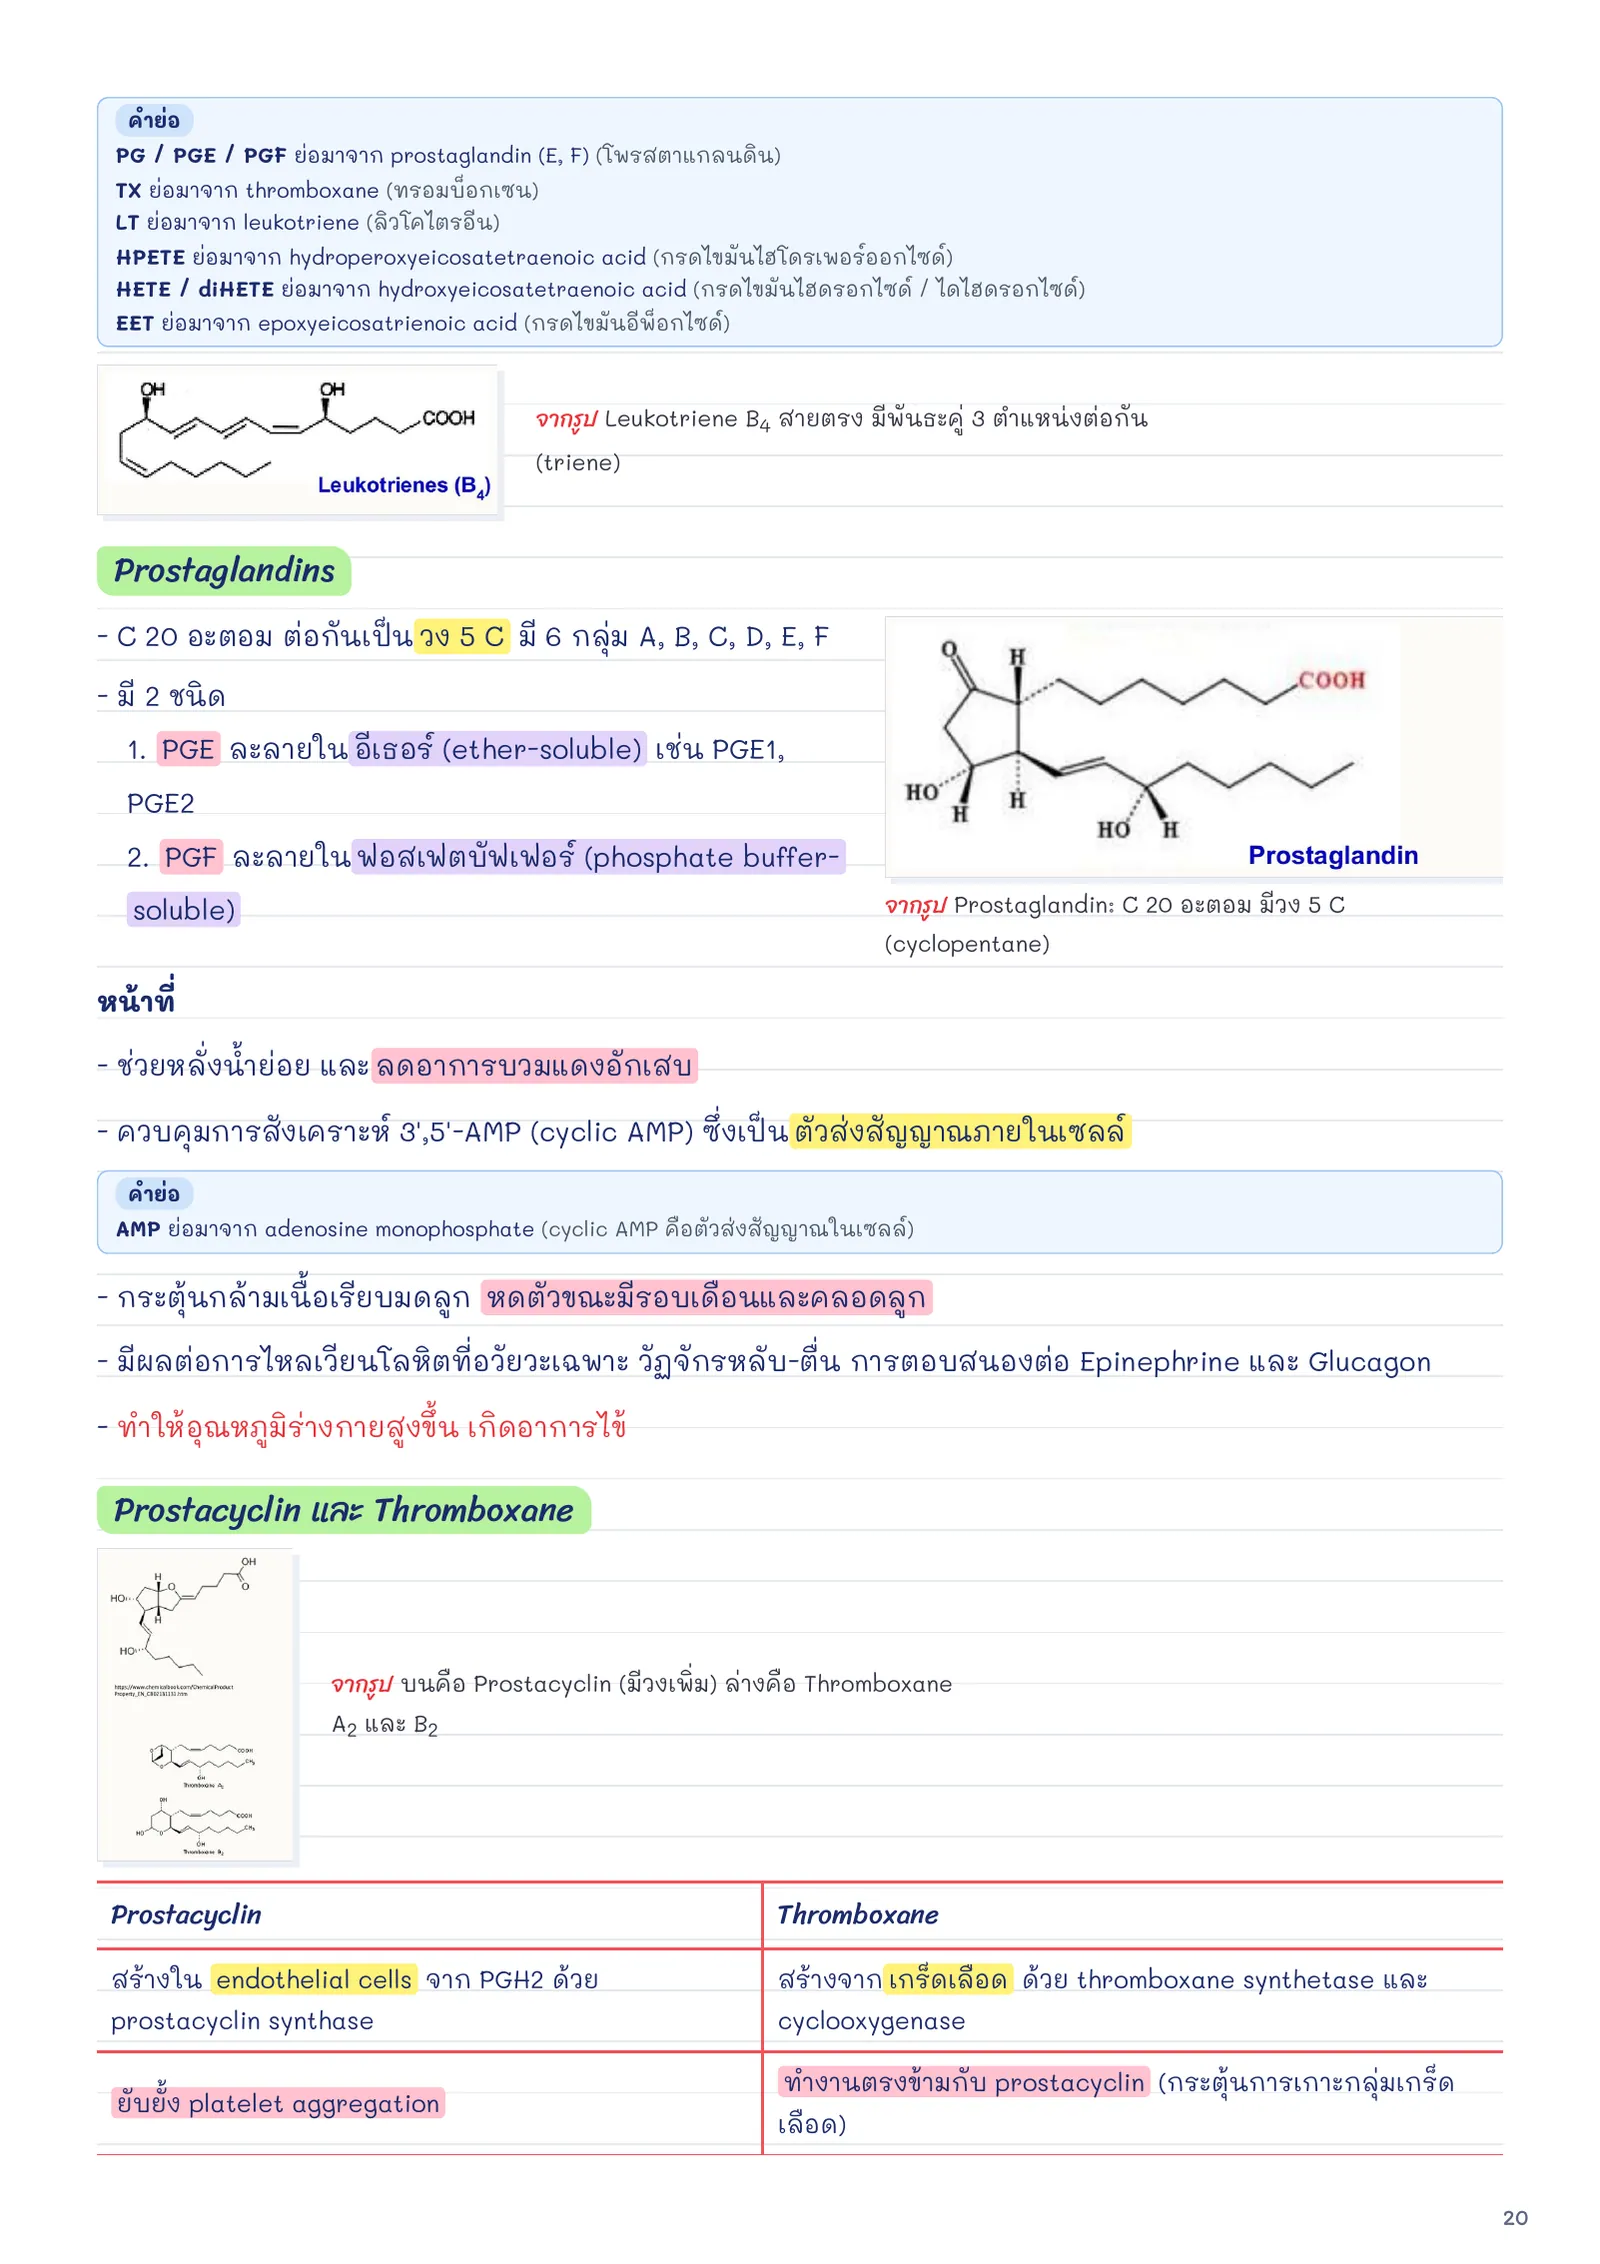 คำย่อ
PG / PGE / PGF ย่อมาจาก prostaglandin (E, F) (โพรสตาแกลนดิน)
TX ย่อมาจาก thromboxane (ทรอมบ็อกเซน)
LT ย่อมาจาก leukotriene (ลิวโคไตรอีน)
HPETE ย่อมาจาก hydroperoxyeicosatetraenoic acid (กรดไขมันไฮโดรเพอร์ออกไซด์)
HETE / diHETE ย่อมาจาก hydroxyeicosatetraenoic acid (กรดไขมันไฮดรอกไซด์ / ไดไฮดรอกไซด์)
EET ย่อมาจาก epoxyeicosatrienoic acid (กรดไขมันอีพ็อกไซด์)
OH OH
COOH
Leukotrienes (B4)
จากรูป Leukotriene B4 สายตรง มีพันธะคู่ 3 ตำแหน่งต่อกัน
(triene)
Prostaglandins
- C 20 อะตอม ต่อกันเป็นวง 5 C มี 6 กลุ่ม A, B, C, D, E, F
- มี 2 ชนิด
1. PGE ละลายในอีเธอร์ (ether-soluble) เช่น PGE1,
PGE2
2. PGF ละลายในฟอสเฟตบัฟเฟอร์ (phosphate buffer-
soluble)
O H
COOH
HO H H
HO H
Prostaglandin
จากรูป Prostaglandin: C 20 อะตอม มีวง 5 C
(cyclopentane)
หน้าที่
- ช่วยหลั่งน้ำย่อย และลดอาการบวมแดงอักเสบ
- ควบคุมการสังเคราะห์ 3',5'-AMP (cyclic AMP) ซึ่งเป็นตัวส่งสัญญาณภายในเซลล์
คำย่อ
AMP ย่อมาจาก adenosine monophosphate (cyclic AMP คือตัวส่งสัญญาณในเซลล์)
- กระตุ้นกล้ามเนื้อเรียบมดลูก หดตัวขณะมีรอบเดือนและคลอดลูก
- มีผลต่อการไหลเวียนโลหิตที่อวัยวะเฉพาะ วัฏจักรหลับ-ตื่น การตอบสนองต่อ Epinephrine และ Glucagon
- ทำให้อุณหภูมิร่างกายสูงขึ้น เกิดอาการไข้
Prostacyclin และ Thromboxane
OH
H O O
HO
H
HO
COOH
CH3
OH
Thromboxane A2
OH
COOH
CH3
HO O
OH
Thromboxane B2
จากรูป บนคือ Prostacyclin (มีวงเพิ่ม) ล่างคือ Thromboxane
A2 และ B2
Prostacyclin
Thromboxane
สร้างใน endothelial cells จาก PGH2 ด้วย
prostacyclin synthase
สร้างจากเกร็ดเลือด ด้วย thromboxane synthetase และ
cyclooxygenase
ยับยั้ง platelet aggregation
ทำงานตรงข้ามกับ prostacyclin (กระตุ้นการเกาะกลุ่มเกร็ด
เลือด)
20